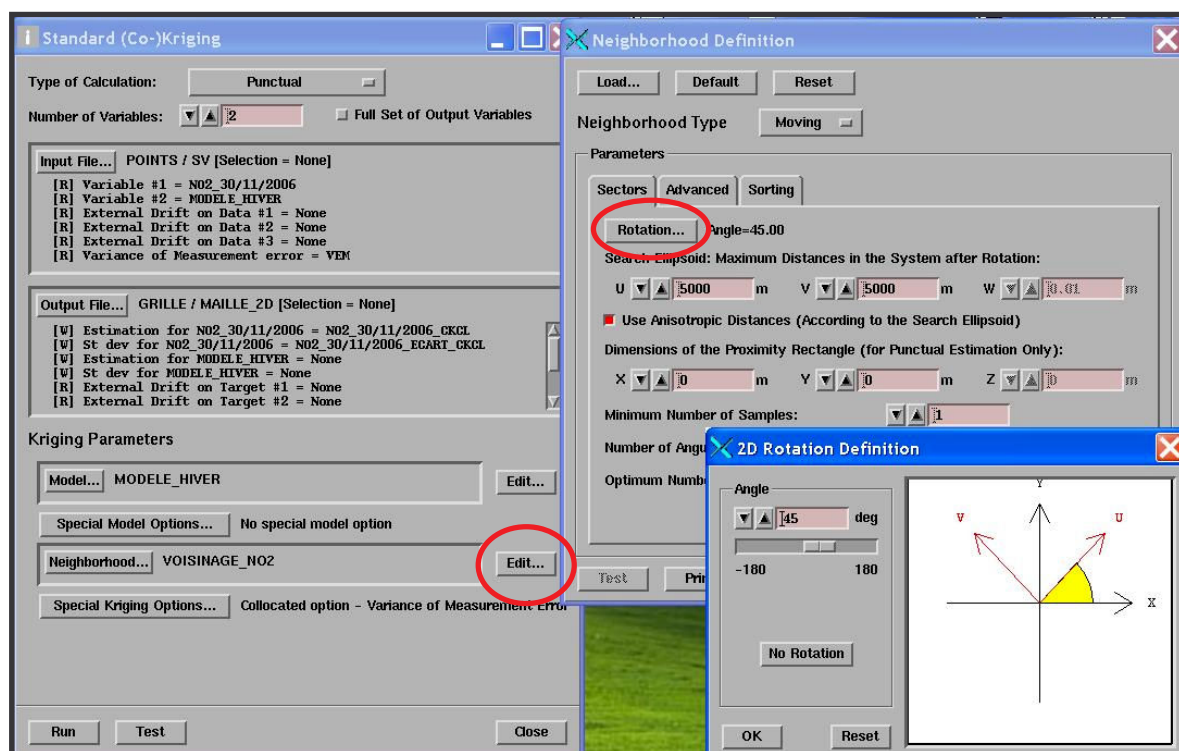 Standard (Co-)Kriging
Type of Calculation: Punctual
Number of Variables: 2 Full Set of Output Variables
Input File... POINTS / SV [Selection = None]
[R] Variable #1 = NO2_30/11/2006
[R] Variable #2 = MODELE_HIVER
[R] External Drift on Data #1 = None
[R] External Drift on Data #2 = None
[R] External Drift on Data #3 = None
[R] Variance of Measurement error = VEM
Output File... GRILLE / MAILLE_2D [Selection = None]
[W] Estimation for NO2_30/11/2006 = NO2_30/11/2006_CKCL
[W] St dev for NO2_30/11/2006 = NO2_30/11/2006_ECART_CKCL
[W] Estimation for MODELE_HIVER = None
[W] St dev for MODELE_HIVER = None
[R] External Drift on Target #1 = None
[R] External Drift on Target #2 = None
Kriging Parameters
Model... MODELE_HIVER Edit...
Special Model Options... No special model option
Neighborhood... VOISINAGE_NO2 Edit...
Special Kriging Options... Collocated option - Variance of Measurement Error
Run Test Close
Neighborhood Definition
Load... Default Reset
Neighborhood Type Moving
Parameters
Sectors Advanced Sorting
Rotation... Angle=45.00
Search Ellipsoid: Maximum Distances in the System after Rotation:
U 5000 m V 5000 m W 0.01 m
Use Anisotropic Distances (According to the Search Ellipsoid)
Dimensions of the Proximity Rectangle (for Punctual Estimation Only):
X 0 m Y 0 m Z 0 m
Minimum Number of Samples: 1
Number of Angu
Optimum Numbe
Test Prin
2D Rotation Definition
Angle
45 deg
-180 180
No Rotation
OK Reset
Y
V U
X